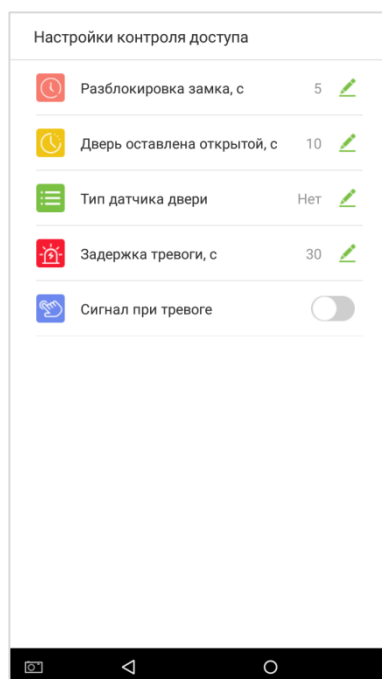 Настройки контроля доступа
Разблокировка замка, с 5
Дверь оставлена открытой, с 10
Тип датчика двери Нет
Задержка тревоги, с 30
Сигнал при тревоге